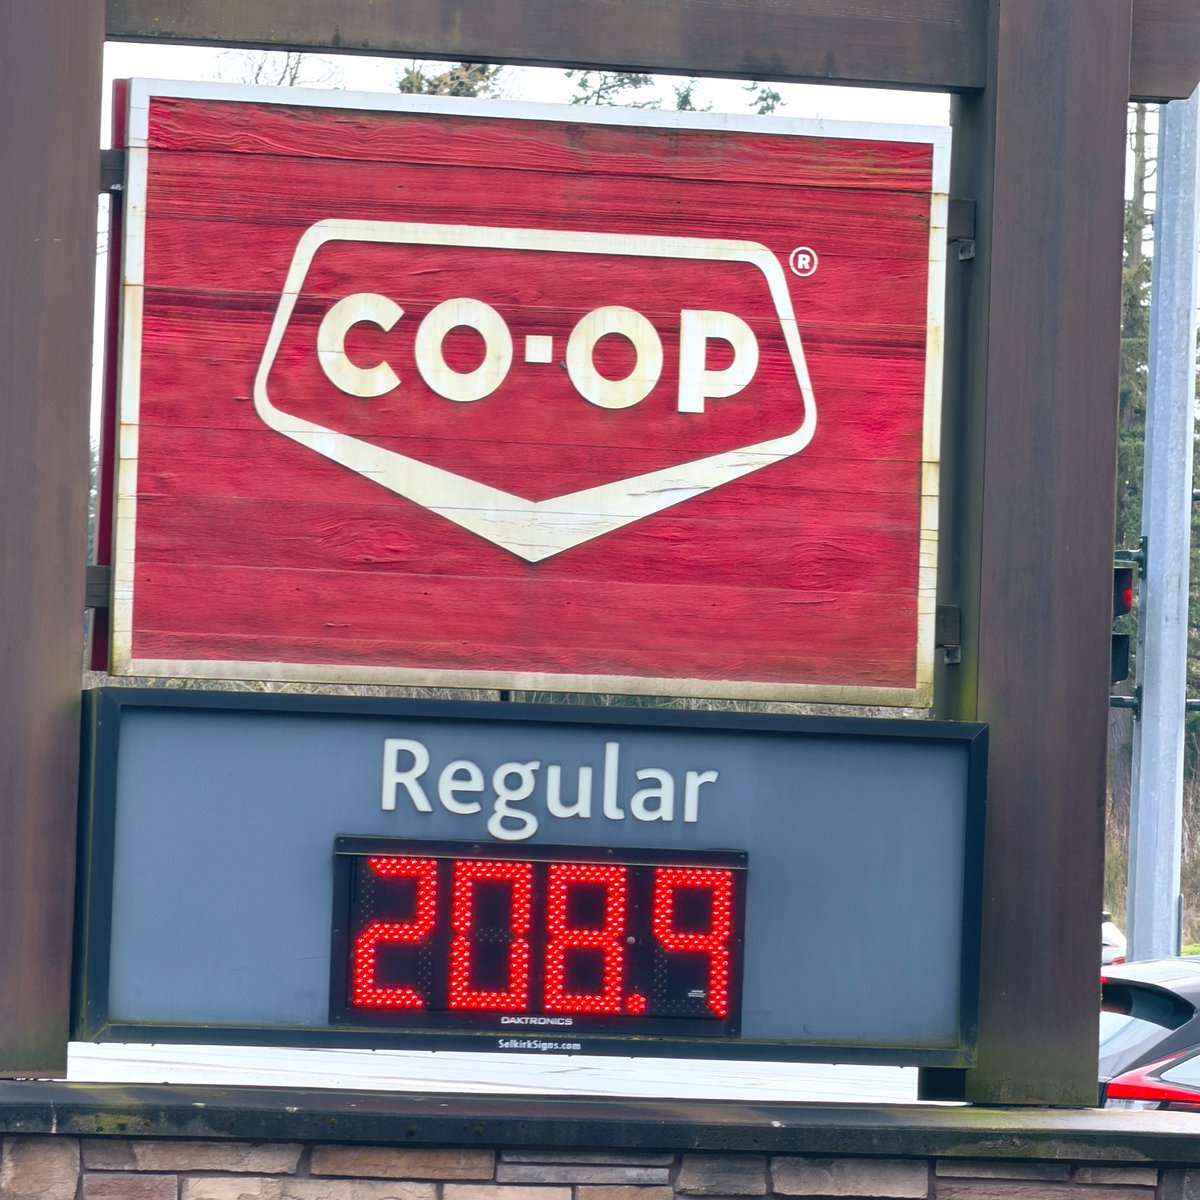 CO-OP ®
Regular
208.9
DAKTRONICS
SelkirkSigns.com